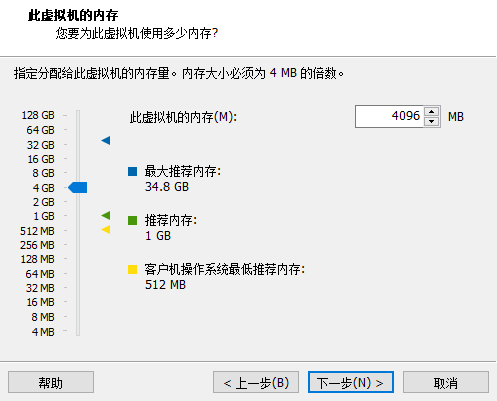 此虚拟机的内存
您要为此虚拟机使用多少内存?
指定分配给此虚拟机的内存量。内存大小必须为 4 MB 的倍数。
128 GB
64 GB
32 GB
16 GB
8 GB
4 GB
2 GB
1 GB
512 MB
256 MB
128 MB
64 MB
32 MB
16 MB
8 MB
4 MB
此虚拟机的内存(M): 4096 MB
最大推荐内存:
34.8 GB
推荐内存:
1 GB
客户机操作系统最低推荐内存:
512 MB
帮助 < 上一步(B) 下一步(N) > 取消